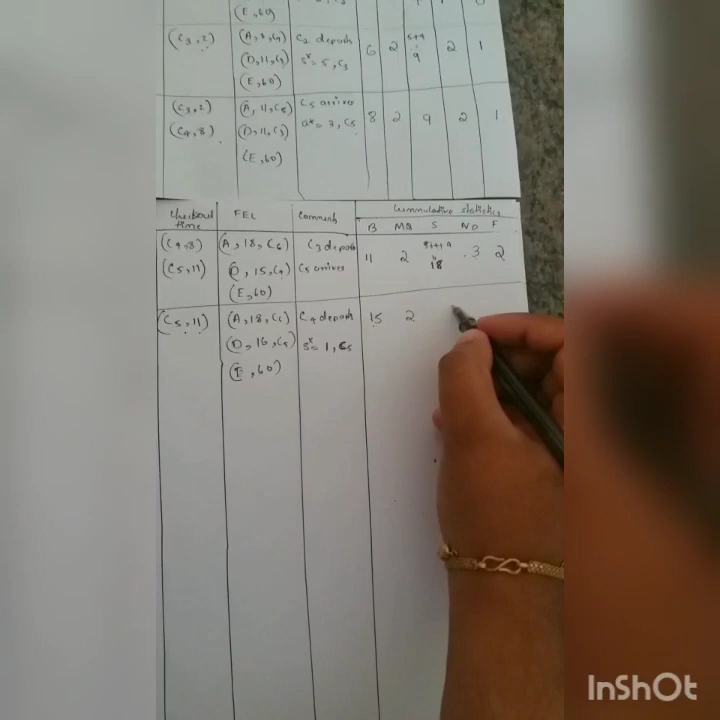 (E,60)
(C3,2) (A,8,C4) C2 departs 6 2 5+4 2 1
(D,11,C3) s*=5,C3 9
(E,60)
(C3,2) (A,11,C5) C5 arrives 8 2 9 2 1
(C4,8) (D,11,C3) a*=3,C5
(E,60)
Checkout time FEL Comments Cummulative statistics
B MQ S ND F
(C4,8) (A,18,C6) C3 departs 11 2 9+9 3 2
(C5,11) (D,15,C4) C5 arrives 18
(E,60)
(C5,11) (A,18,C6) C4 departs 15 2
(D,16,C5) s*=1,C5
(E,60)
InShOt